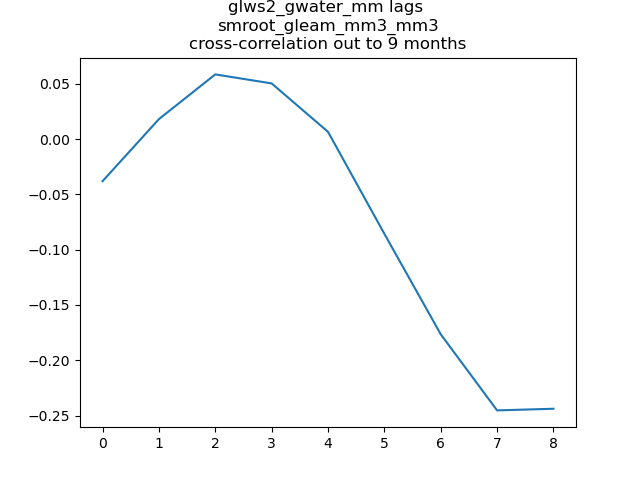 glws2_gwater_mm lags
smroot_gleam_mm3_mm3
cross-correlation out to 9 months
0.05
0.00
−0.05
−0.10
−0.15
−0.20
−0.25
0 1 2 3 4 5 6 7 8